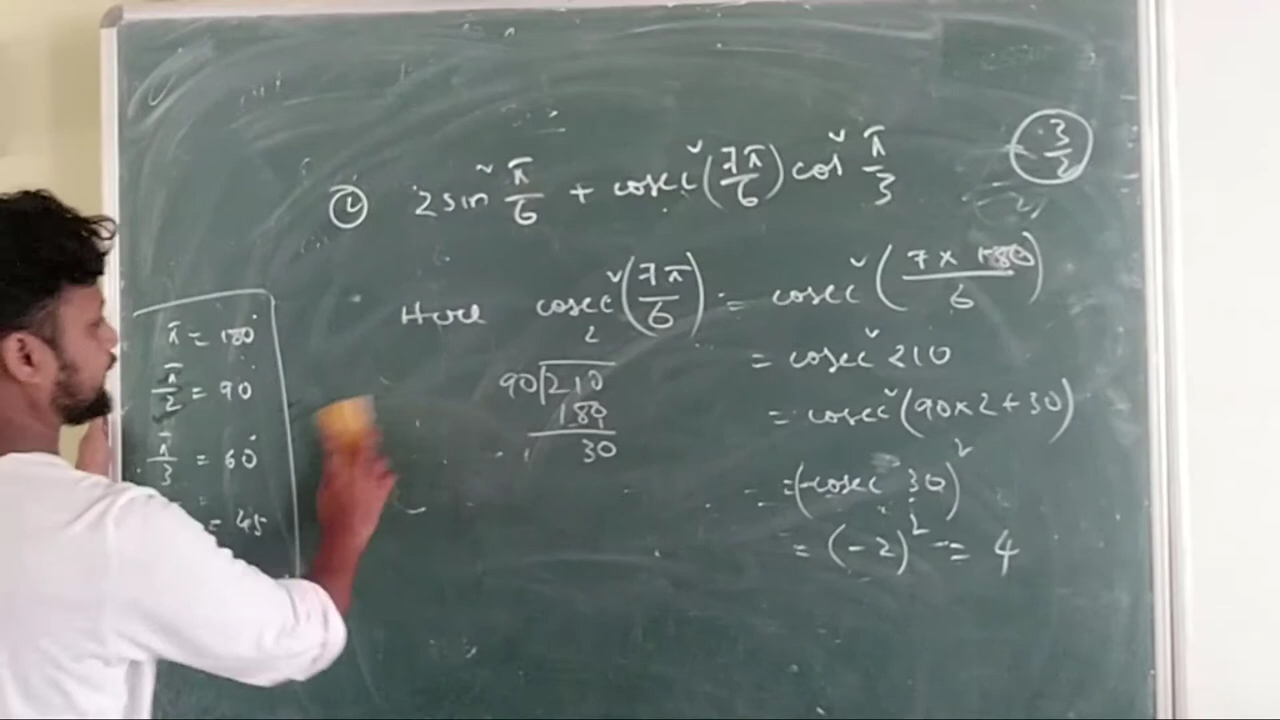 ② 2sin² π/6 + cosec²(7π/6) cos² π/3
3/2
Here cosec²(7π/6) = cosec²(7×180/6)
= cosec² 210
= cosec²(90×2+30)
= (-cosec 30)²
= (-2)² = 4
2
90)210
180
30
π = 180°
π/2 = 90
π/3 = 60°
= 45